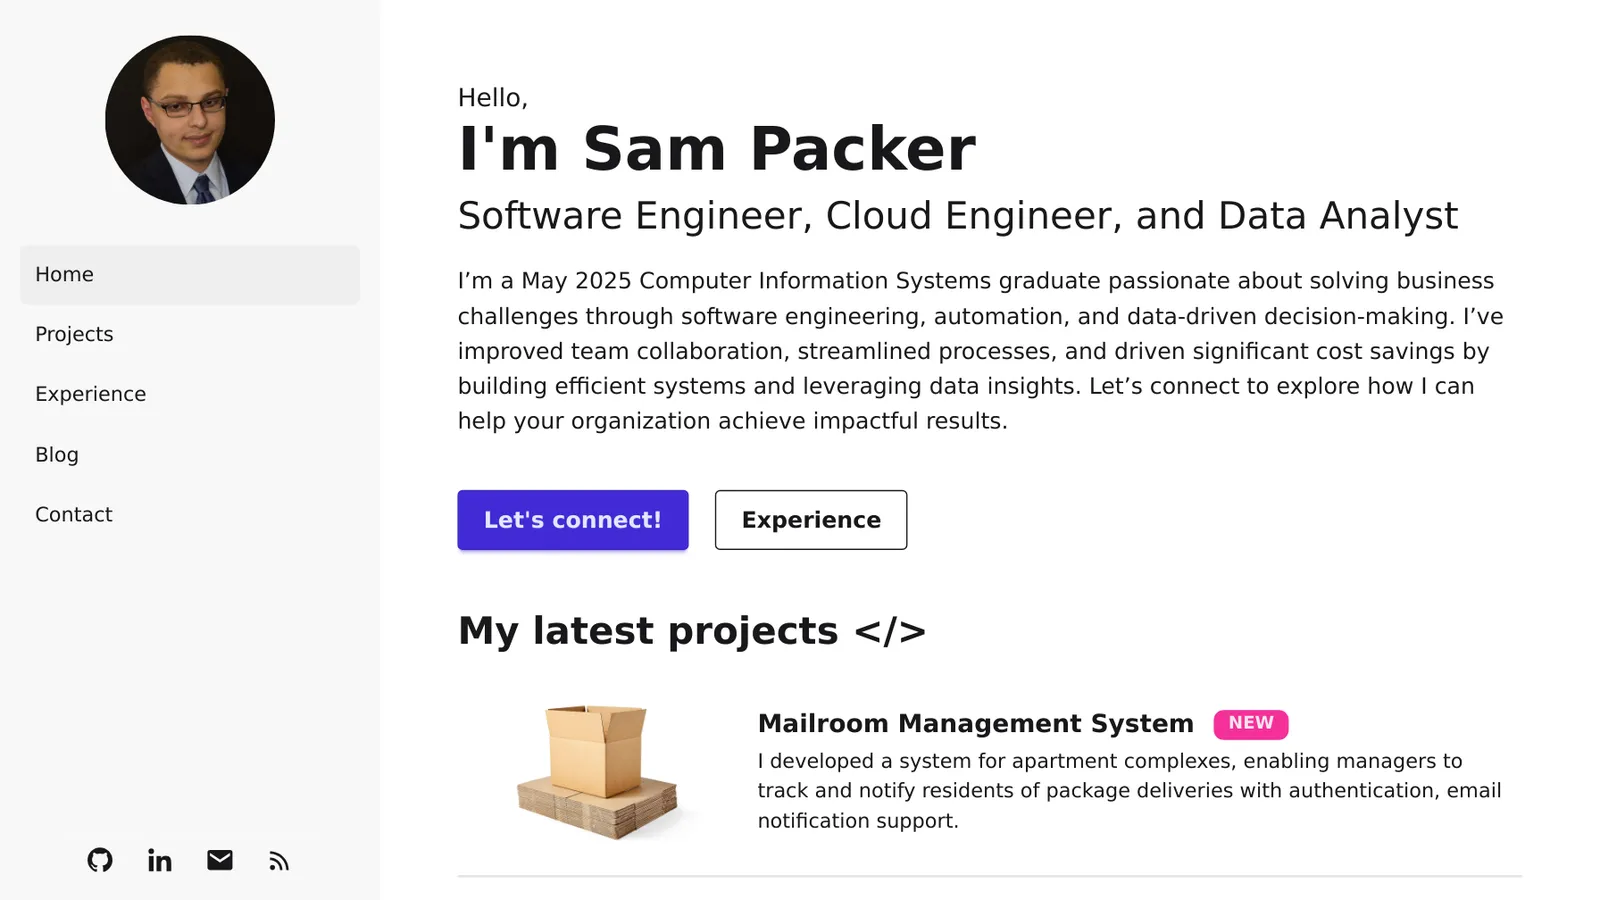 Home
Projects
Experience
Blog
Contact
Hello,
I'm Sam Packer
Software Engineer, Cloud Engineer, and Data Analyst
I’m a May 2025 Computer Information Systems graduate passionate about solving business
challenges through software engineering, automation, and data-driven decision-making. I’ve
improved team collaboration, streamlined processes, and driven significant cost savings by
building efficient systems and leveraging data insights. Let’s connect to explore how I can
help your organization achieve impactful results.
Let's connect!
Experience
My latest projects </>
Mailroom Management System NEW
I developed a system for apartment complexes, enabling managers to
track and notify residents of package deliveries with authentication, email
notification support.